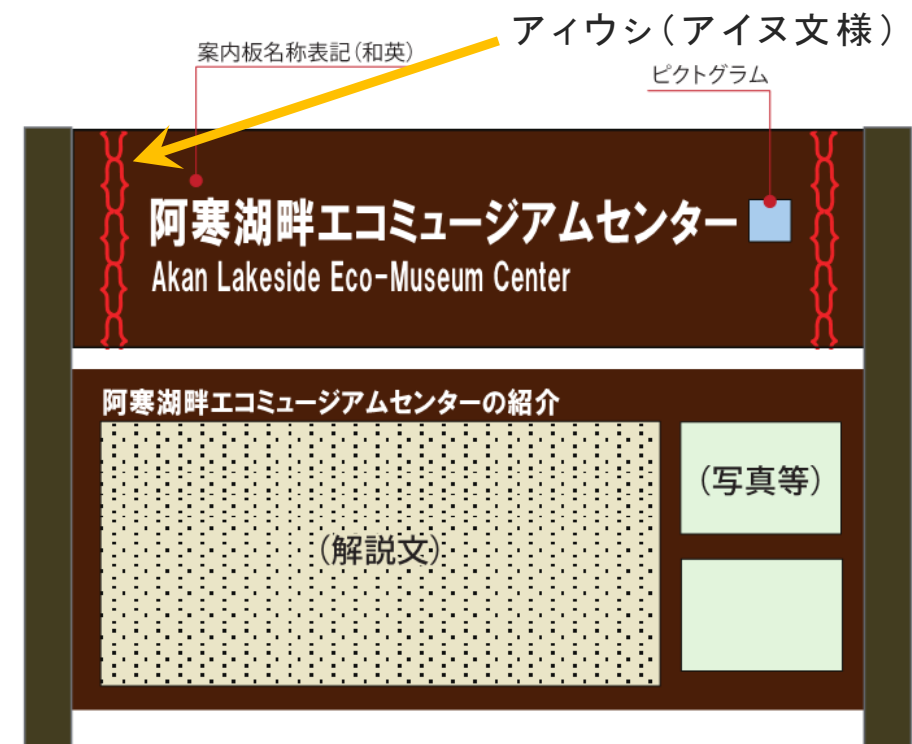 アィウシ（アイヌ文様）
案内板名称表記（和英）
ピクトグラム
阿寒湖畔エコミュージアムセンター
Akan Lakeside Eco-Museum Center
阿寒湖畔エコミュージアムセンターの紹介
（解説文）
（写真等）